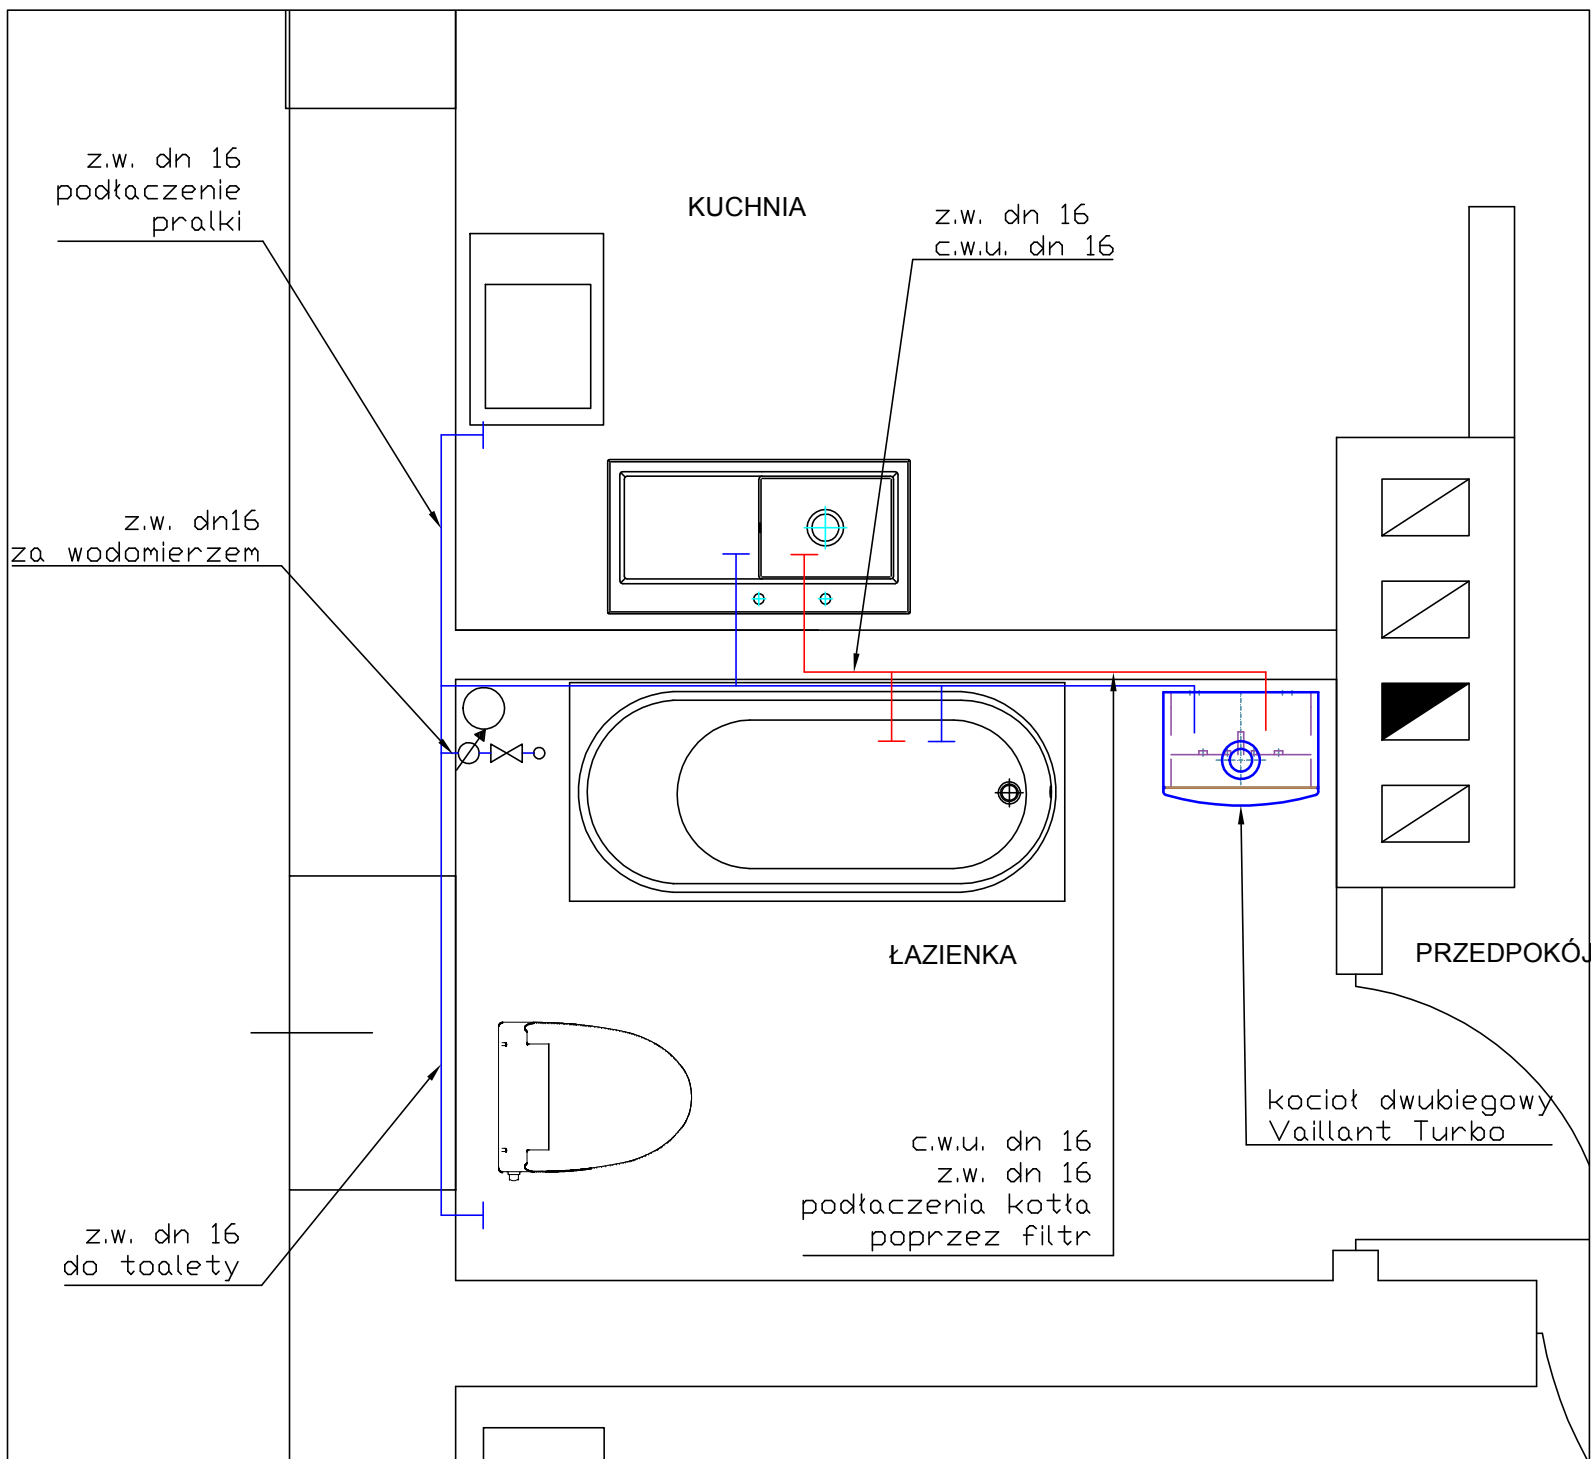 z.w. dn 16
podłaczenie
pralki
KUCHNIA
z.w. dn 16
c.w.u. dn 16
z.w. dn16
za wodomierzem
ŁAZIENKA
PRZEDPOKÓJ
kocioł dwubiegowy
Vaillant Turbo
c.w.u. dn 16
z.w. dn 16
podłaczenia kotła
poprzez filtr
z.w. dn 16
do toalety